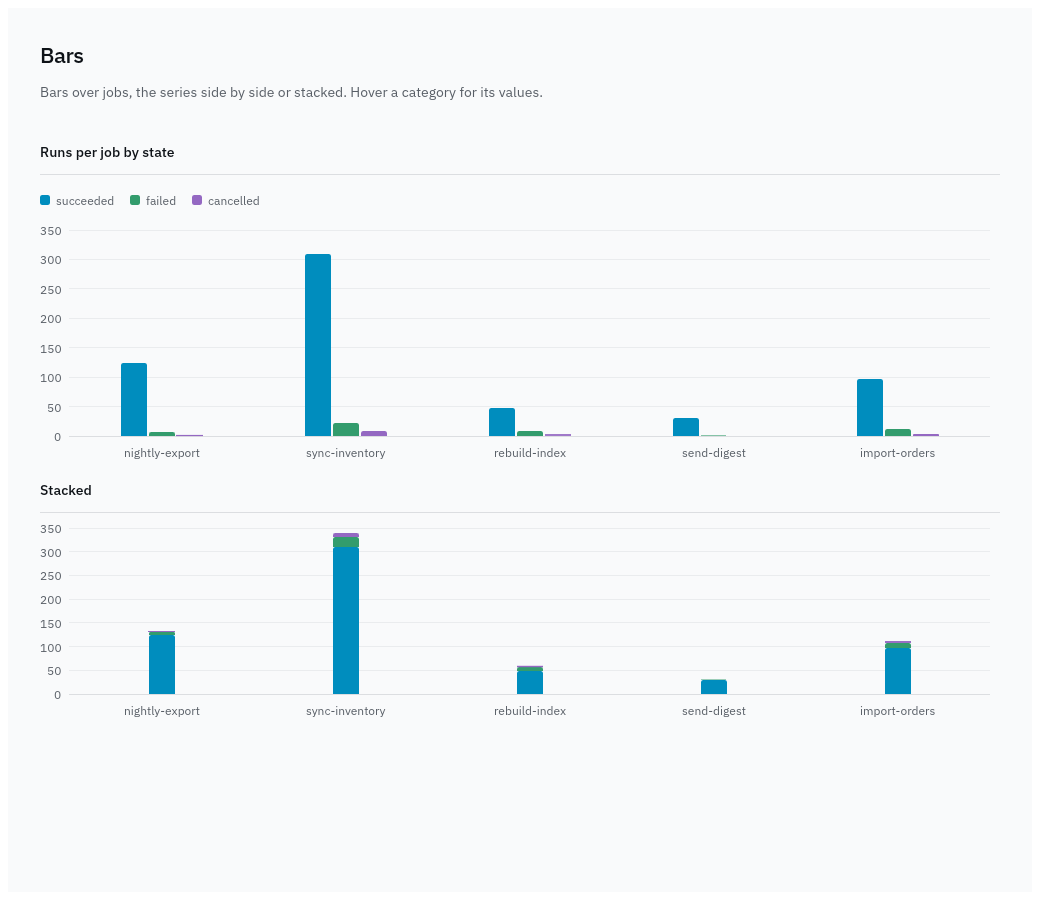 Bars
Bars over jobs, the series side by side or stacked. Hover a category for its values.
Runs per job by state
succeeded failed cancelled
350
300
250
200
150
100
50
0
nightly-export sync-inventory rebuild-index send-digest import-orders
Stacked
350
300
250
200
150
100
50
0
nightly-export sync-inventory rebuild-index send-digest import-orders